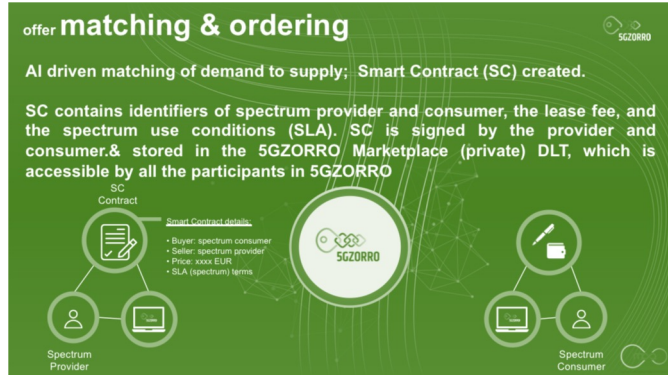 offer matching & ordering
5GZORRO
AI driven matching of demand to supply; Smart Contract (SC) created.
SC contains identifiers of spectrum provider and consumer, the lease fee, and
the spectrum use conditions (SLA). SC is signed by the provider and
consumer.& stored in the 5GZORRO Marketplace (private) DLT, which is
accessible by all the participants in 5GZORRO
SC
Contract
Smart Contract details:
• Buyer: spectrum consumer
• Seller: spectrum provider
• Price: xxxx EUR
• SLA (spectrum) terms
5GZORRO
Spectrum
Provider
Spectrum
Consumer